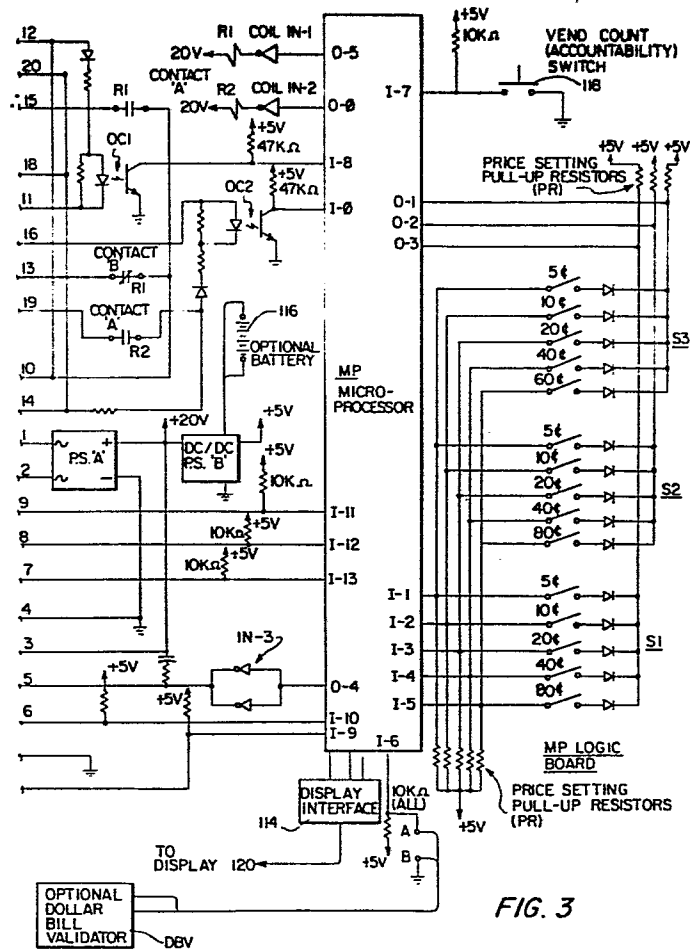 12
20
15
18
11
16
13
19
10
14
1
2
9
8
7
4
3
5
6
R1 COIL IN-1
20V
CONTACT
'A'
R2 COIL IN-2
20V
R1
OC1
+5V
47KΩ
+5V
47KΩ
OC2
CONTACT
'B'
R1
CONTACT
'A'
R2
116
OPTIONAL
BATTERY
+20V
P.S. 'A'
+
−
DC/DC
P.S. 'B'
+5V
+5V
10KΩ
+5V
10KΩ
+5V
10KΩ
IN-3
+5V
+5V
O-5
O-0
I-8
I-0
MP
MICRO-
PROCESSOR
I-11
I-12
I-13
O-4
I-10
I-9
I-6
I-7
O-1
O-2
O-3
I-1
I-2
I-3
I-4
I-5
+5V
10KΩ
VEND COUNT
(ACCOUNTABILITY)
SWITCH
118
PRICE SETTING
PULL-UP RESISTORS
(PR)
+5V +5V +5V
5¢
10¢
20¢
40¢
60¢
S3
5¢
10¢
20¢
40¢
80¢
S2
5¢
10¢
20¢
40¢
80¢
S1
MP LOGIC
BOARD
PRICE SETTING
PULL-UP RESISTORS
(PR)
+5V
DISPLAY
INTERFACE
114
10KΩ
(ALL)
A
B
+5V
TO
DISPLAY 120
OPTIONAL
DOLLAR
BILL
VALIDATOR
DBV
FIG. 3